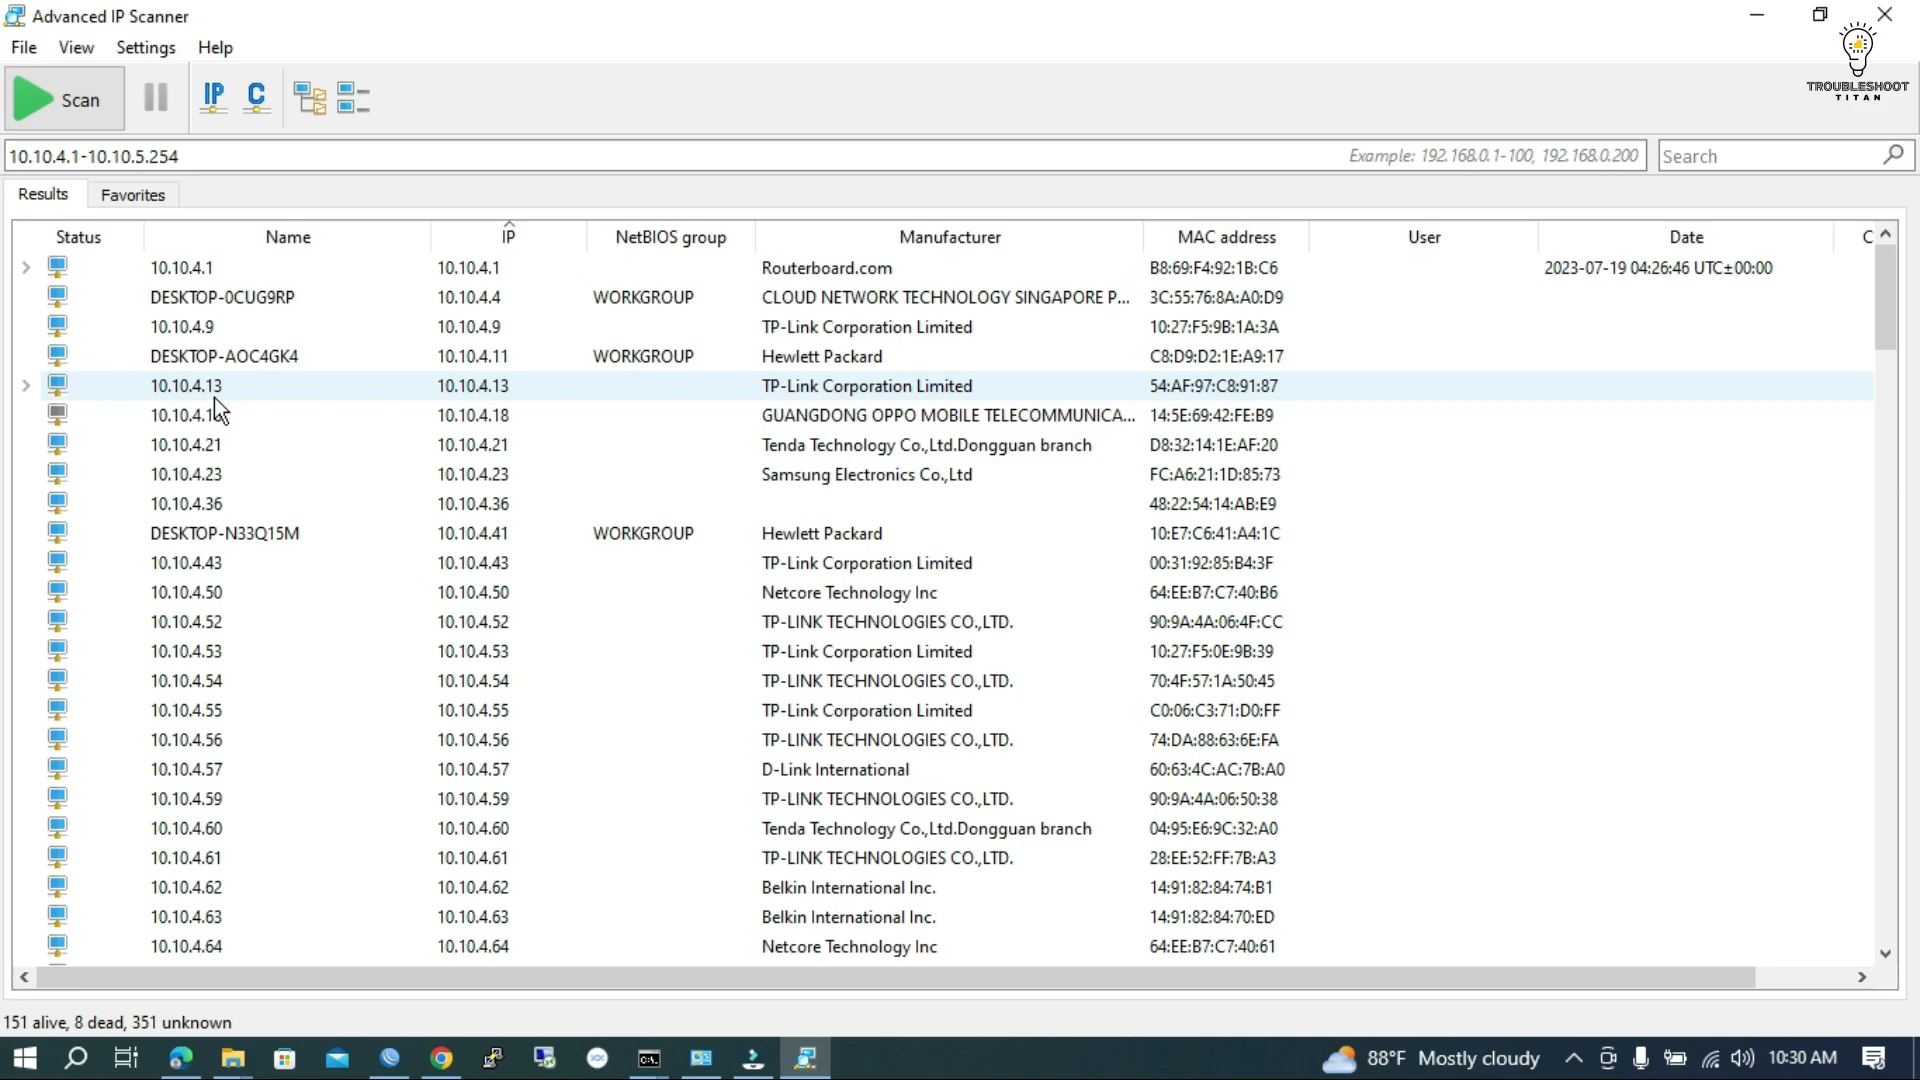 Advanced IP Scanner
File View Settings Help
TROUBLESHOOT
TITAN
Scan IP C
10.10.4.1-10.10.5.254 Example: 192.168.0.1-100, 192.168.0.200 Search
Results Favorites
Status Name IP NetBIOS group Manufacturer MAC address User Date C
10.10.4.1 10.10.4.1 Routerboard.com B8:69:F4:92:1B:C6 2023-07-19 04:26:46 UTC±00:00
DESKTOP-0CUG9RP 10.10.4.4 WORKGROUP CLOUD NETWORK TECHNOLOGY SINGAPORE P... 3C:55:76:8A:A0:D9
10.10.4.9 10.10.4.9 TP-Link Corporation Limited 10:27:F5:9B:1A:3A
DESKTOP-AOC4GK4 10.10.4.11 WORKGROUP Hewlett Packard C8:D9:D2:1E:A9:17
10.10.4.13 10.10.4.13 TP-Link Corporation Limited 54:AF:97:C8:91:87
10.10.4.18 GUANGDONG OPPO MOBILE TELECOMMUNICA... 14:5E:69:42:FE:B9
10.10.4.21 10.10.4.21 Tenda Technology Co.,Ltd.Dongguan branch D8:32:14:1E:AF:20
10.10.4.23 10.10.4.23 Samsung Electronics Co.,Ltd FC:A6:21:1D:85:73
10.10.4.36 10.10.4.36 48:22:54:14:AB:E9
DESKTOP-N33Q15M 10.10.4.41 WORKGROUP Hewlett Packard 10:E7:C6:41:A4:1C
10.10.4.43 10.10.4.43 TP-Link Corporation Limited 00:31:92:85:B4:3F
10.10.4.50 10.10.4.50 Netcore Technology Inc 64:EE:B7:C7:40:B6
10.10.4.52 10.10.4.52 TP-LINK TECHNOLOGIES CO.,LTD. 90:9A:4A:06:4F:CC
10.10.4.53 10.10.4.53 TP-Link Corporation Limited 10:27:F5:0E:9B:39
10.10.4.54 10.10.4.54 TP-LINK TECHNOLOGIES CO.,LTD. 70:4F:57:1A:50:45
10.10.4.55 10.10.4.55 TP-Link Corporation Limited C0:06:C3:71:D0:FF
10.10.4.56 10.10.4.56 TP-LINK TECHNOLOGIES CO.,LTD. 74:DA:88:63:6E:FA
10.10.4.57 10.10.4.57 D-Link International 60:63:4C:AC:7B:A0
10.10.4.59 10.10.4.59 TP-LINK TECHNOLOGIES CO.,LTD. 90:9A:4A:06:50:38
10.10.4.60 10.10.4.60 Tenda Technology Co.,Ltd.Dongguan branch 04:95:E6:9C:32:A0
10.10.4.61 10.10.4.61 TP-LINK TECHNOLOGIES CO.,LTD. 28:EE:52:FF:7B:A3
10.10.4.62 10.10.4.62 Belkin International Inc. 14:91:82:84:74:B1
10.10.4.63 10.10.4.63 Belkin International Inc. 14:91:82:84:70:ED
10.10.4.64 10.10.4.64 Netcore Technology Inc 64:EE:B7:C7:40:61
151 alive, 8 dead, 351 unknown
88°F Mostly cloudy 10:30 AM